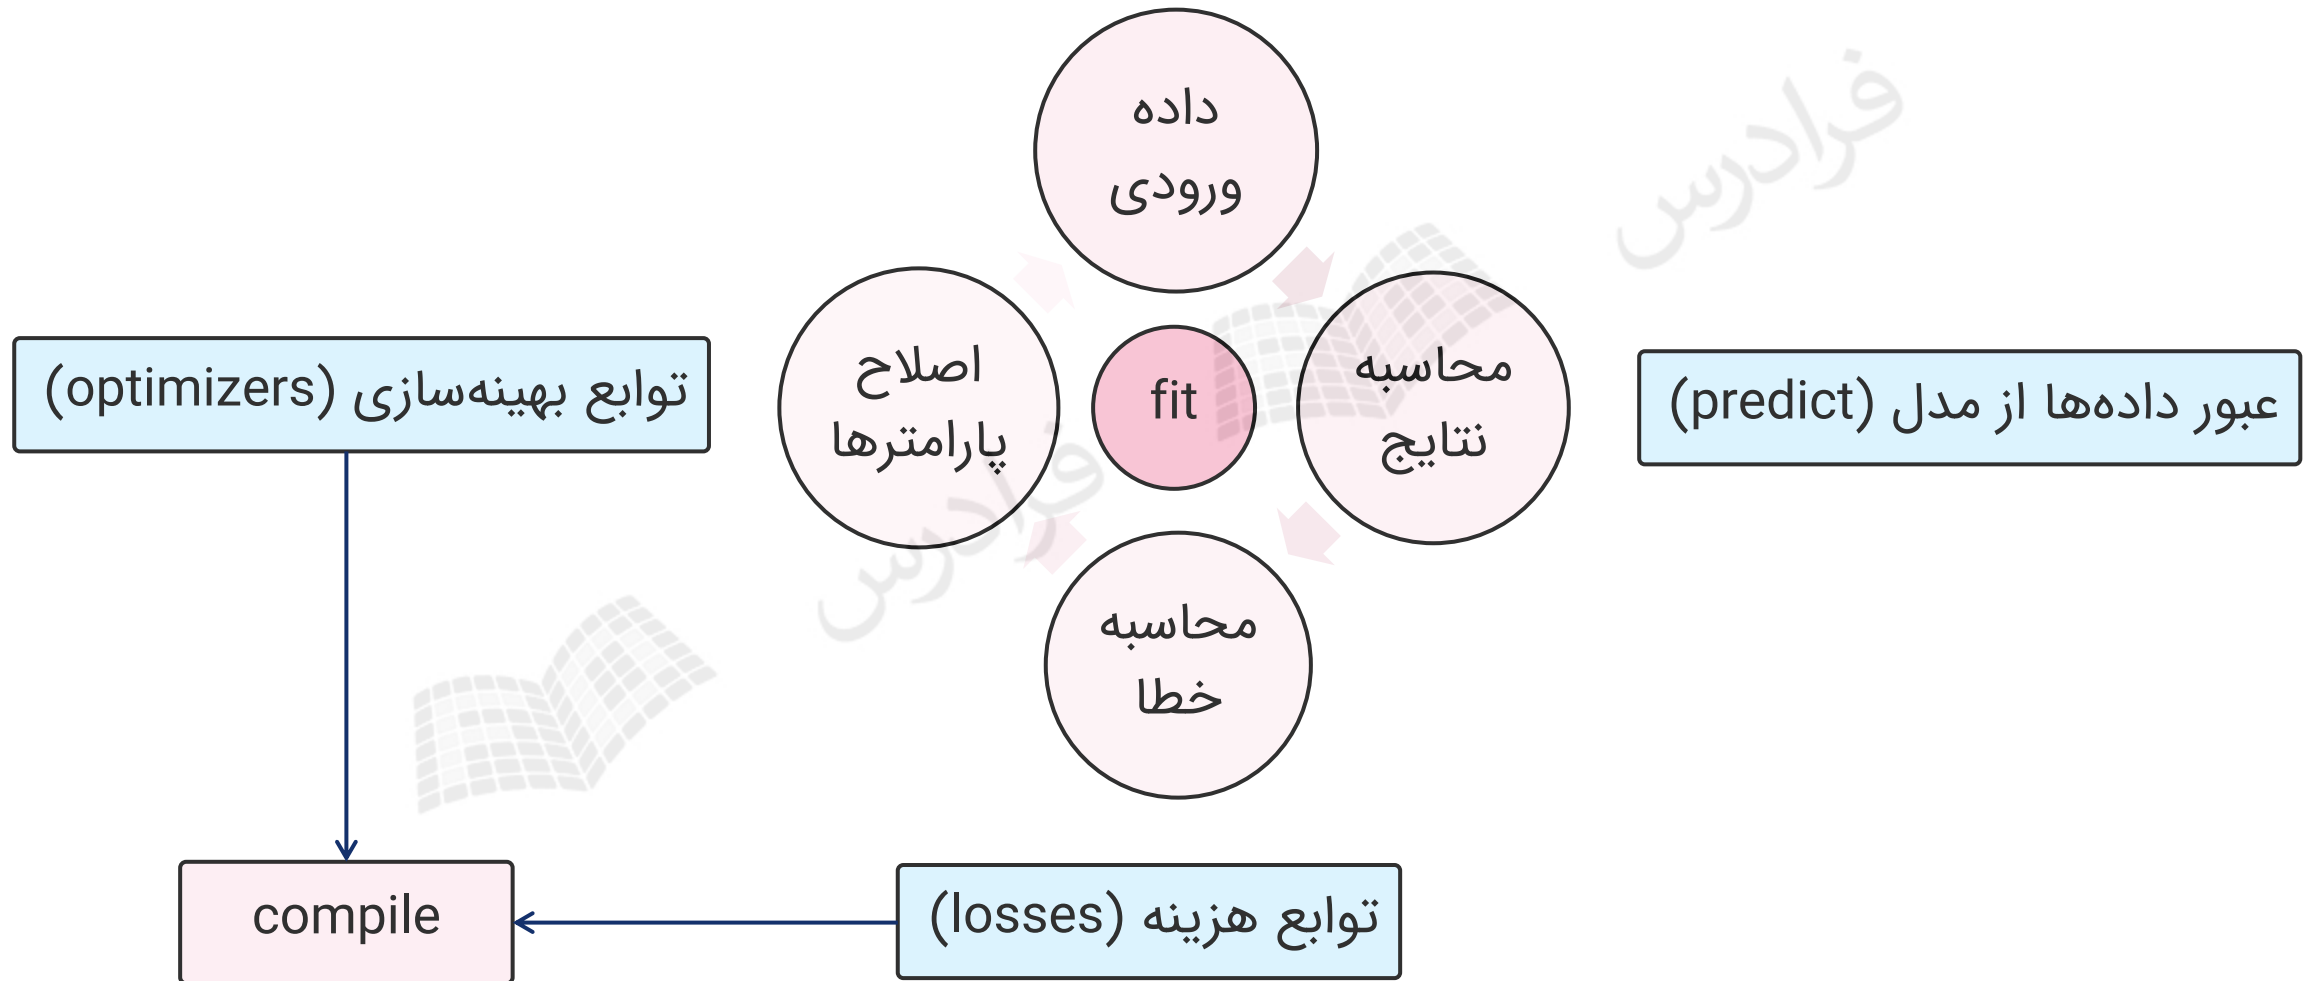 داده
ورودی
فرادرس
اصلاح
پارامترها
fit
محاسبه
نتایج
توابع بهینه‌سازی (optimizers)
عبور داده‌ها از مدل (predict)
فرادرس
محاسبه
خطا
compile
توابع هزینه (losses)